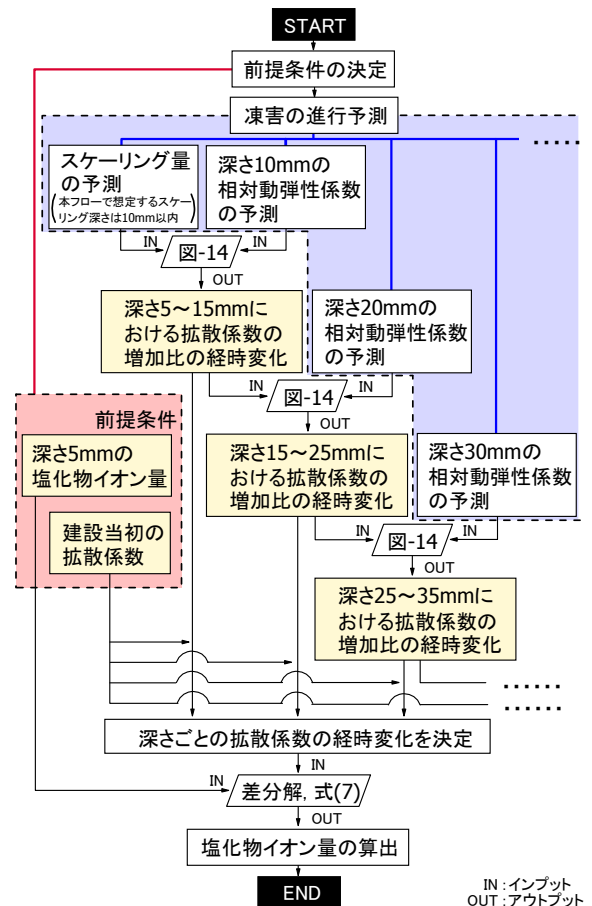 START
前提条件の決定
凍害の進行予測
スケーリング量
の予測
(本フローで想定するスケー
リング深さは10mm以内)
深さ10mmの
相対動弾性係数
の予測
.....
IN
図-14
IN
OUT
深さ5～15mmに
おける拡散係数の
増加比の経時変化
深さ20mmの
相対動弾性係数
の予測
IN
図-14
IN
OUT
前提条件
深さ5mmの
塩化物イオン量
建設当初の
拡散係数
深さ15～25mmに
おける拡散係数の
増加比の経時変化
深さ30mmの
相対動弾性係数
の予測
IN
図-14
IN
OUT
深さ25～35mmに
おける拡散係数の
増加比の経時変化
......
......
深さごとの拡散係数の経時変化を決定
IN
IN
差分解, 式(7)
OUT
塩化物イオン量の算出
END
IN：インプット
OUT：アウトプット